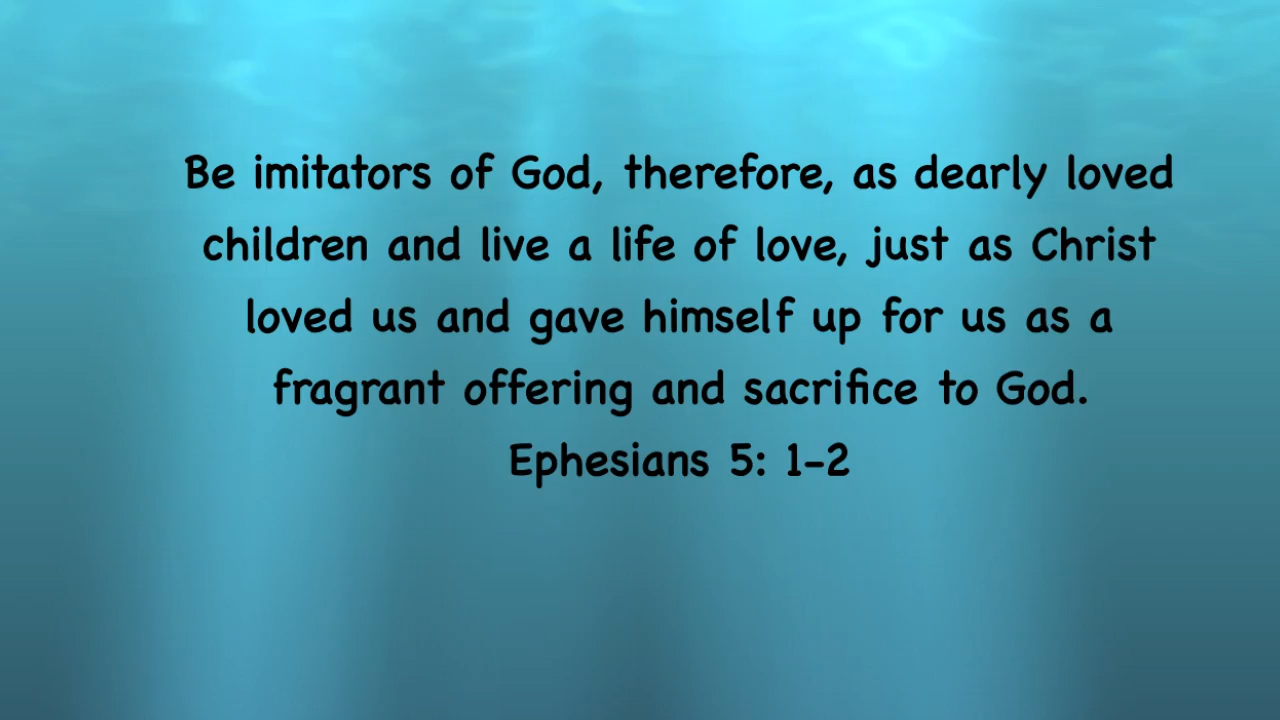 Be imitators of God, therefore, as dearly loved
children and live a life of love, just as Christ
loved us and gave himself up for us as a
fragrant offering and sacrifice to God.
Ephesians 5: 1-2